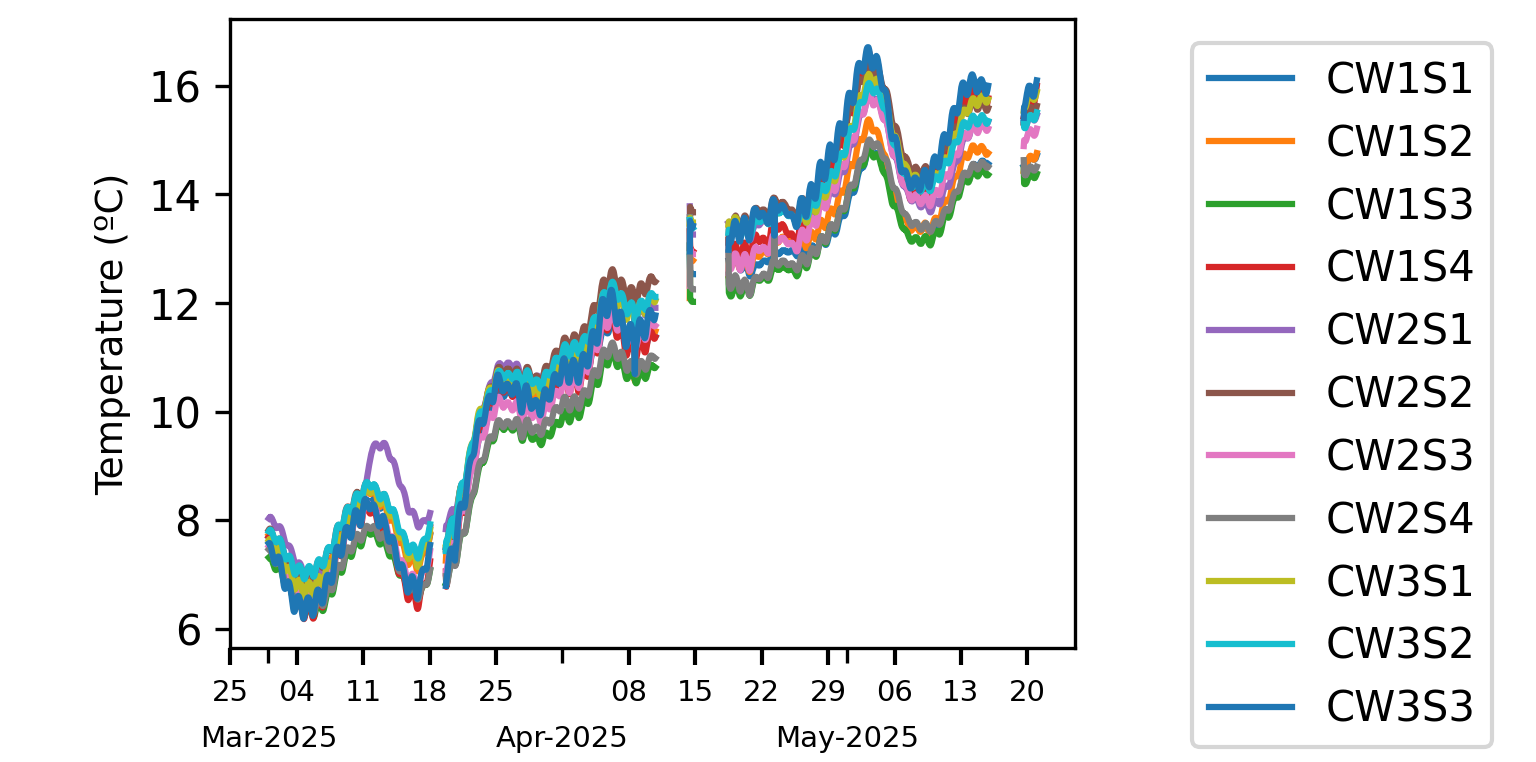 Temperature (ºC)
16
14
12
10
8
6
25 04 11 18 25 08 15 22 29 06 13 20
Mar-2025 Apr-2025 May-2025
CW1S1
CW1S2
CW1S3
CW1S4
CW2S1
CW2S2
CW2S3
CW2S4
CW3S1
CW3S2
CW3S3